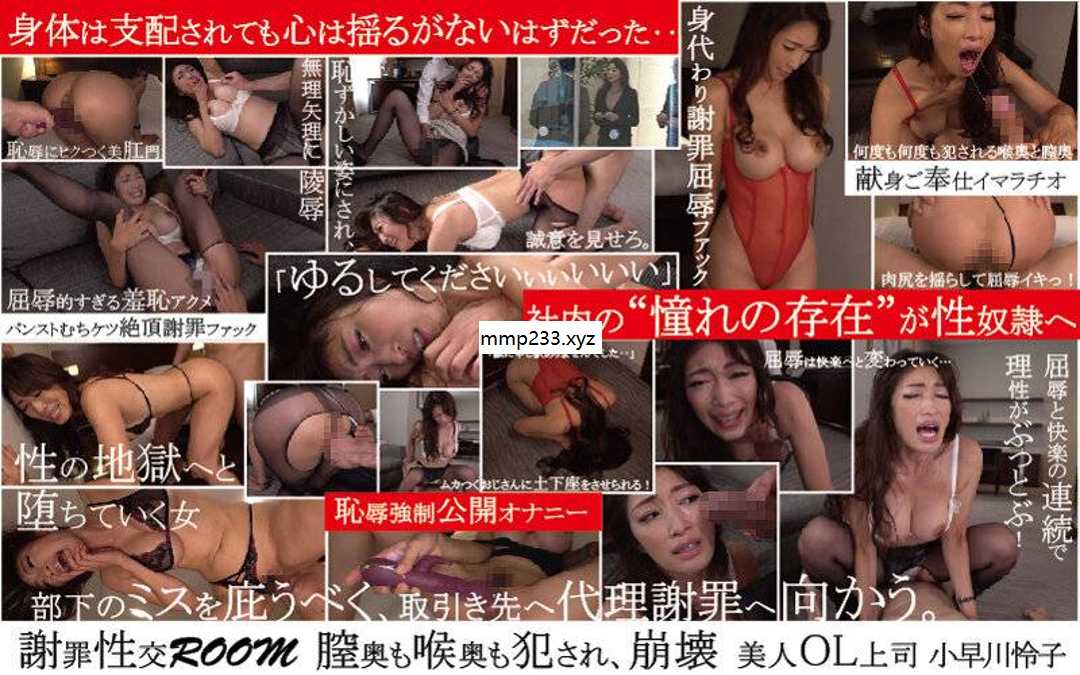 身体は支配されても心は揺るがないはずだった‥
恥辱にヒクつく美肛門
無理矢理に陵辱
恥ずかしい姿にされ、
身代わり謝罪屈辱ファック
何度も何度も犯される喉奥と膣奥
献身ご奉仕イマラチオ
誠意を見せろ。
肉尻を揺らして屈辱イキっ！
屈辱的すぎる羞恥アクメ
パンストむちケツ絶頂謝罪ファック
「ゆるしてくださいぃぃぃぃぃ」
社内の“憧れの存在”が性奴隷へ
mmp233.xyz
屈辱は快楽へと変わっていく…
屈辱と快楽の連続で
理性がぶっとぶ！
性の地獄へと
堕ちていく女
ムカつくおじさんに土下座をさせられる！
恥辱強制公開オナニー
部下のミスを庇うべく、取引き先へ代理謝罪へ向かう。
謝罪性交ROOM 膣奥も喉奥も犯され、崩壊 美人OL上司 小早川怜子